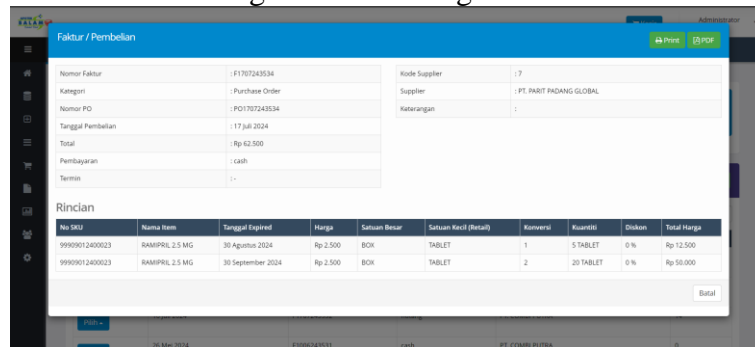 Administrator
Faktur / Pembelian
Print
PDF
Nomor Faktur : F1707243534
Kategori : Purchase Order
Nomor PO : PO1707243534
Tanggal Pembelian : 17 Juli 2024
Total : Rp 62.500
Pembayaran : cash
Termin : -
Kode Supplier : 7
Supplier : PT. PARIT PADANG GLOBAL
Keterangan :
Rincian
No SKU Nama Item Tanggal Expired Harga Satuan Besar Satuan Kecil (Retail) Konversi Kuantiti Diskon Total Harga
99909012400023 RAMIPRIL 2.5 MG 30 Agustus 2024 Rp 2.500 BOX TABLET 1 5 TABLET 0 % Rp 12.500
99909012400023 RAMIPRIL 2.5 MG 30 September 2024 Rp 2.500 BOX TABLET 2 20 TABLET 0 % Rp 50.000
Batal
Pilih
26 Mei 2024 cash PT. COMBI PUTRA 0